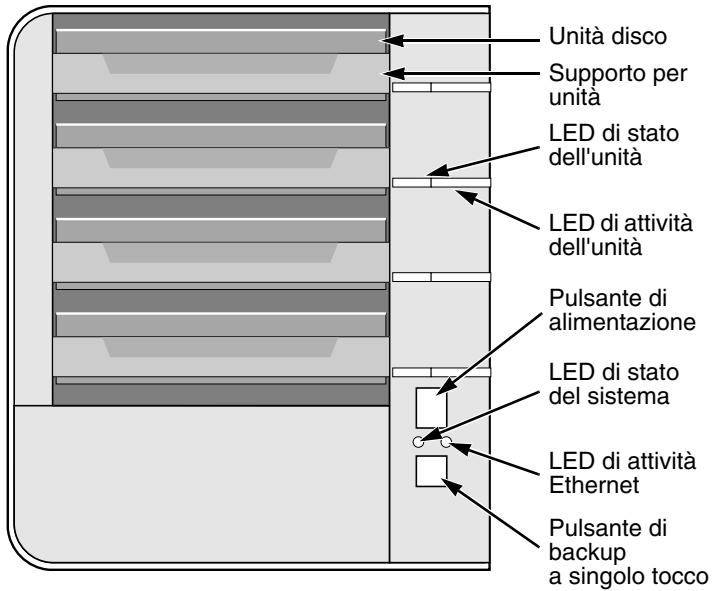 Unità disco
Supporto per
unità
LED di stato
dell'unità
LED di attività
dell'unità
Pulsante di
alimentazione
LED di stato
del sistema
LED di attività
Ethernet
Pulsante di
backup
a singolo tocco